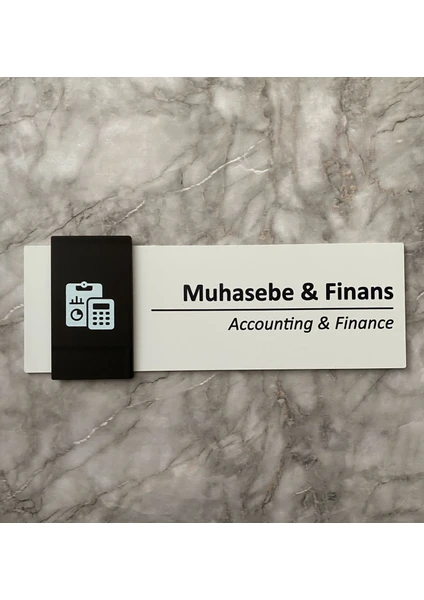 Muhasebe & Finans
Accounting & Finance